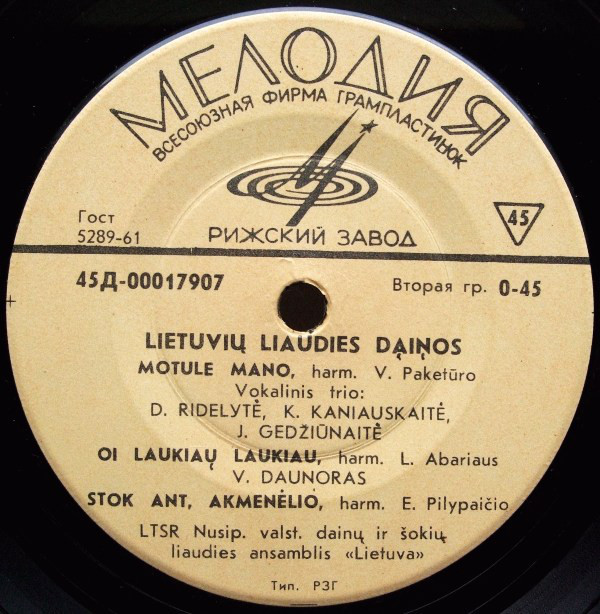 МЕЛОДИЯ
ВСЕСОЮЗНАЯ ФИРМА ГРАМПЛАСТИНОК
Гост
5289-61
45
РИЖСКИЙ ЗАВОД
45Д-00017907
Вторая гр. 0-45
LIETUVIŲ LIAUDIES DĄIŅOS
MOTULE MANO, harm. V. Paketūro
Vokalinis trio:
D. RIDELYTĖ, K. KANIAUSKAITĖ,
J. GEDŽIŪNAITĖ
OI LAUKIAŲ LAUKIAU, harm. L. Abariaus
V. DAUNORAS
STOK ANT, AKMENĖLIO, harm. E. Pilypaičio
LTSR Nusip. valst. dainų ir šokių
liaudies ansamblis «Lietuva»
Тип. РЗГ